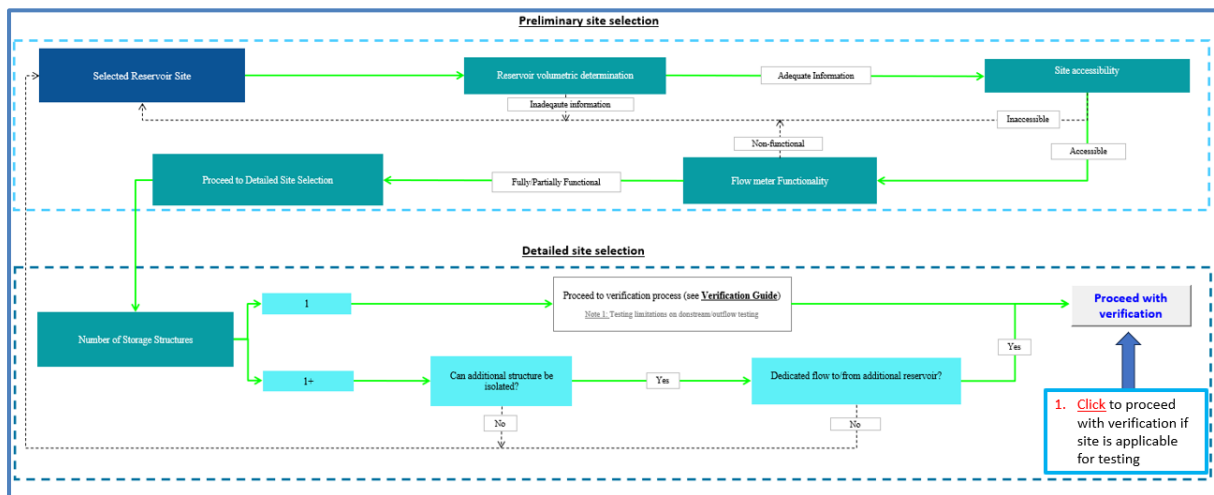 Preliminary site selection
Selected Reservoir Site
Reservoir volumetric determination
Adequate Information
Site accessibility
Inadeqaute information
Inaccessible
Non-functional
Accessible
Proceed to Detailed Site Selection
Fully/Partially Functional
Flow meter Functionality
Detailed site selection
1
Proceed to verification process (see Verification Guide)
Note 1: Testing limitations on donstream/outflow testing
Proceed with
verification
Number of Storage Structures
Yes
1+
Can additional structure be
isolated?
Yes
Dedicated flow to/from additional reservoir?
No
No
1. Click to proceed
with verification if
site is applicable
for testing